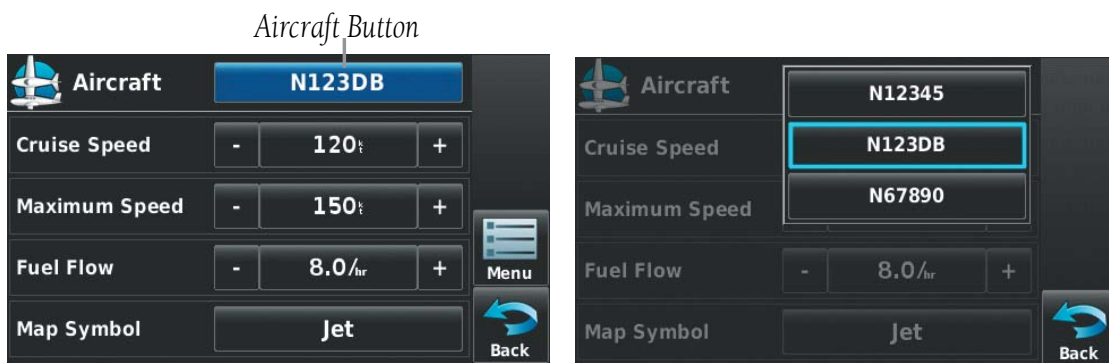 Aircraft Button
Aircraft N123DB
Cruise Speed - 120kt +
Maximum Speed - 150kt +
Fuel Flow - 8.0/hr +
Menu
Map Symbol Jet
Back
Aircraft
N12345
Cruise Speed N123DB
Maximum Speed N67890
Fuel Flow - 8.0/hr +
Map Symbol Jet
Back